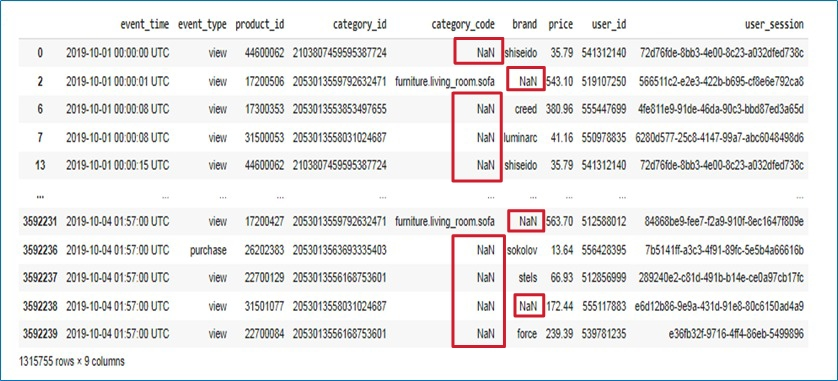 event_time event_type product_id category_id category_code brand price user_id user_session
0 2019-10-01 00:00:00 UTC view 44600062 2103807459595387724 NaN shiseido 35.79 541312140 72d76fde-8bb3-4e00-8c23-a032dfed738c
2 2019-10-01 00:00:01 UTC view 17200506 2053013559792632471 furniture.living_room.sofa NaN 543.10 519107250 566511c2-e2e3-422b-b695-cf8e6e792ca8
6 2019-10-01 00:00:08 UTC view 17300353 2053013553853497655 NaN creed 380.96 555447699 4fe811e9-91de-46da-90c3-bbd87ed3a65d
7 2019-10-01 00:00:08 UTC view 31500053 2053013558031024687 NaN luminarc 41.16 550978835 6280d577-25c8-4147-99a7-abc6048498d6
13 2019-10-01 00:00:15 UTC view 44600062 2103807459595387724 NaN shiseido 35.79 541312140 72d76fde-8bb3-4e00-8c23-a032dfed738c
... ... ... ... ... ... ... ... ... ...
3592231 2019-10-04 01:57:00 UTC view 17200427 2053013559792632471 furniture.living_room.sofa NaN 563.70 512588012 84868be9-fee7-f2a9-910f-8ec1647f809e
3592236 2019-10-04 01:57:00 UTC purchase 26202383 2053013563693335403 NaN sokolov 13.64 556428395 7b5141ff-a3c3-4f91-89fc-5e5b4a66616b
3592237 2019-10-04 01:57:00 UTC view 22700129 2053013556168753601 NaN stels 66.93 512856999 289240e2-c81d-491b-b14e-ce0a97cb17fc
3592238 2019-10-04 01:57:00 UTC view 31501077 2053013558031024687 NaN NaN 172.44 555117883 e6d12b86-9e9a-431d-91e8-80c6150ad4a9
3592239 2019-10-04 01:57:00 UTC view 22700084 2053013556168753601 NaN force 239.39 539781235 e36fb32f-9716-4ff4-86eb-5499896
1315755 rows × 9 columns